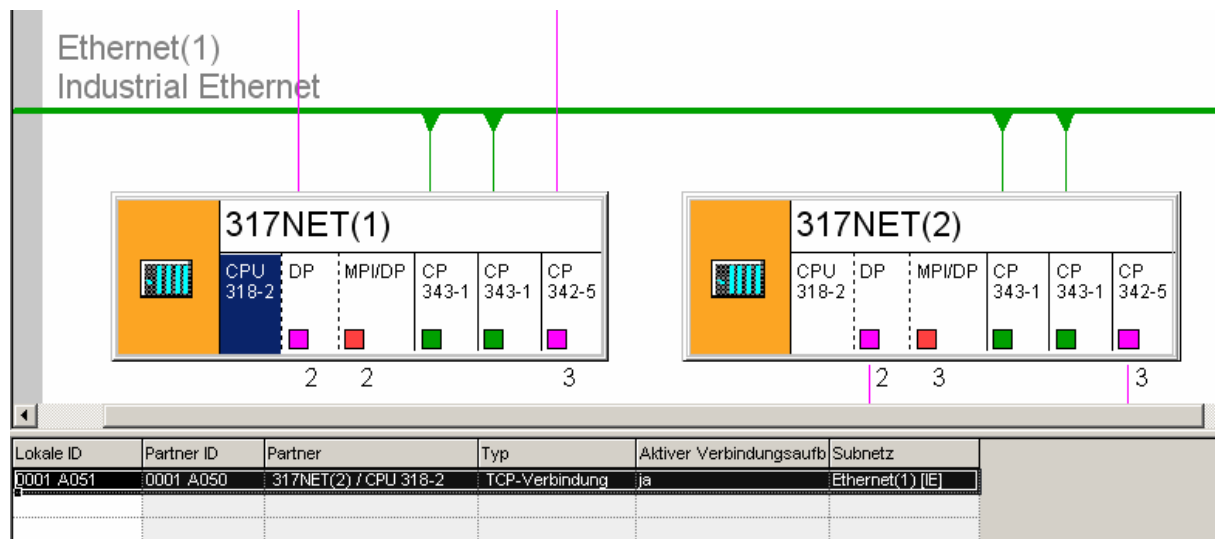 Ethernet(1)
Industrial Ethernet
317NET(1)
CPU 318-2 DP MPI/DP CP 343-1 CP 343-1 CP 342-5
2 2 3
317NET(2)
CPU 318-2 DP MPI/DP CP 343-1 CP 343-1 CP 342-5
2 3 3
Lokale ID Partner ID Partner Typ Aktiver Verbindungsaufb Subnetz
0001 A051 0001 A050 317NET(2) / CPU 318-2 TCP-Verbindung ja Ethernet(1) [IE]